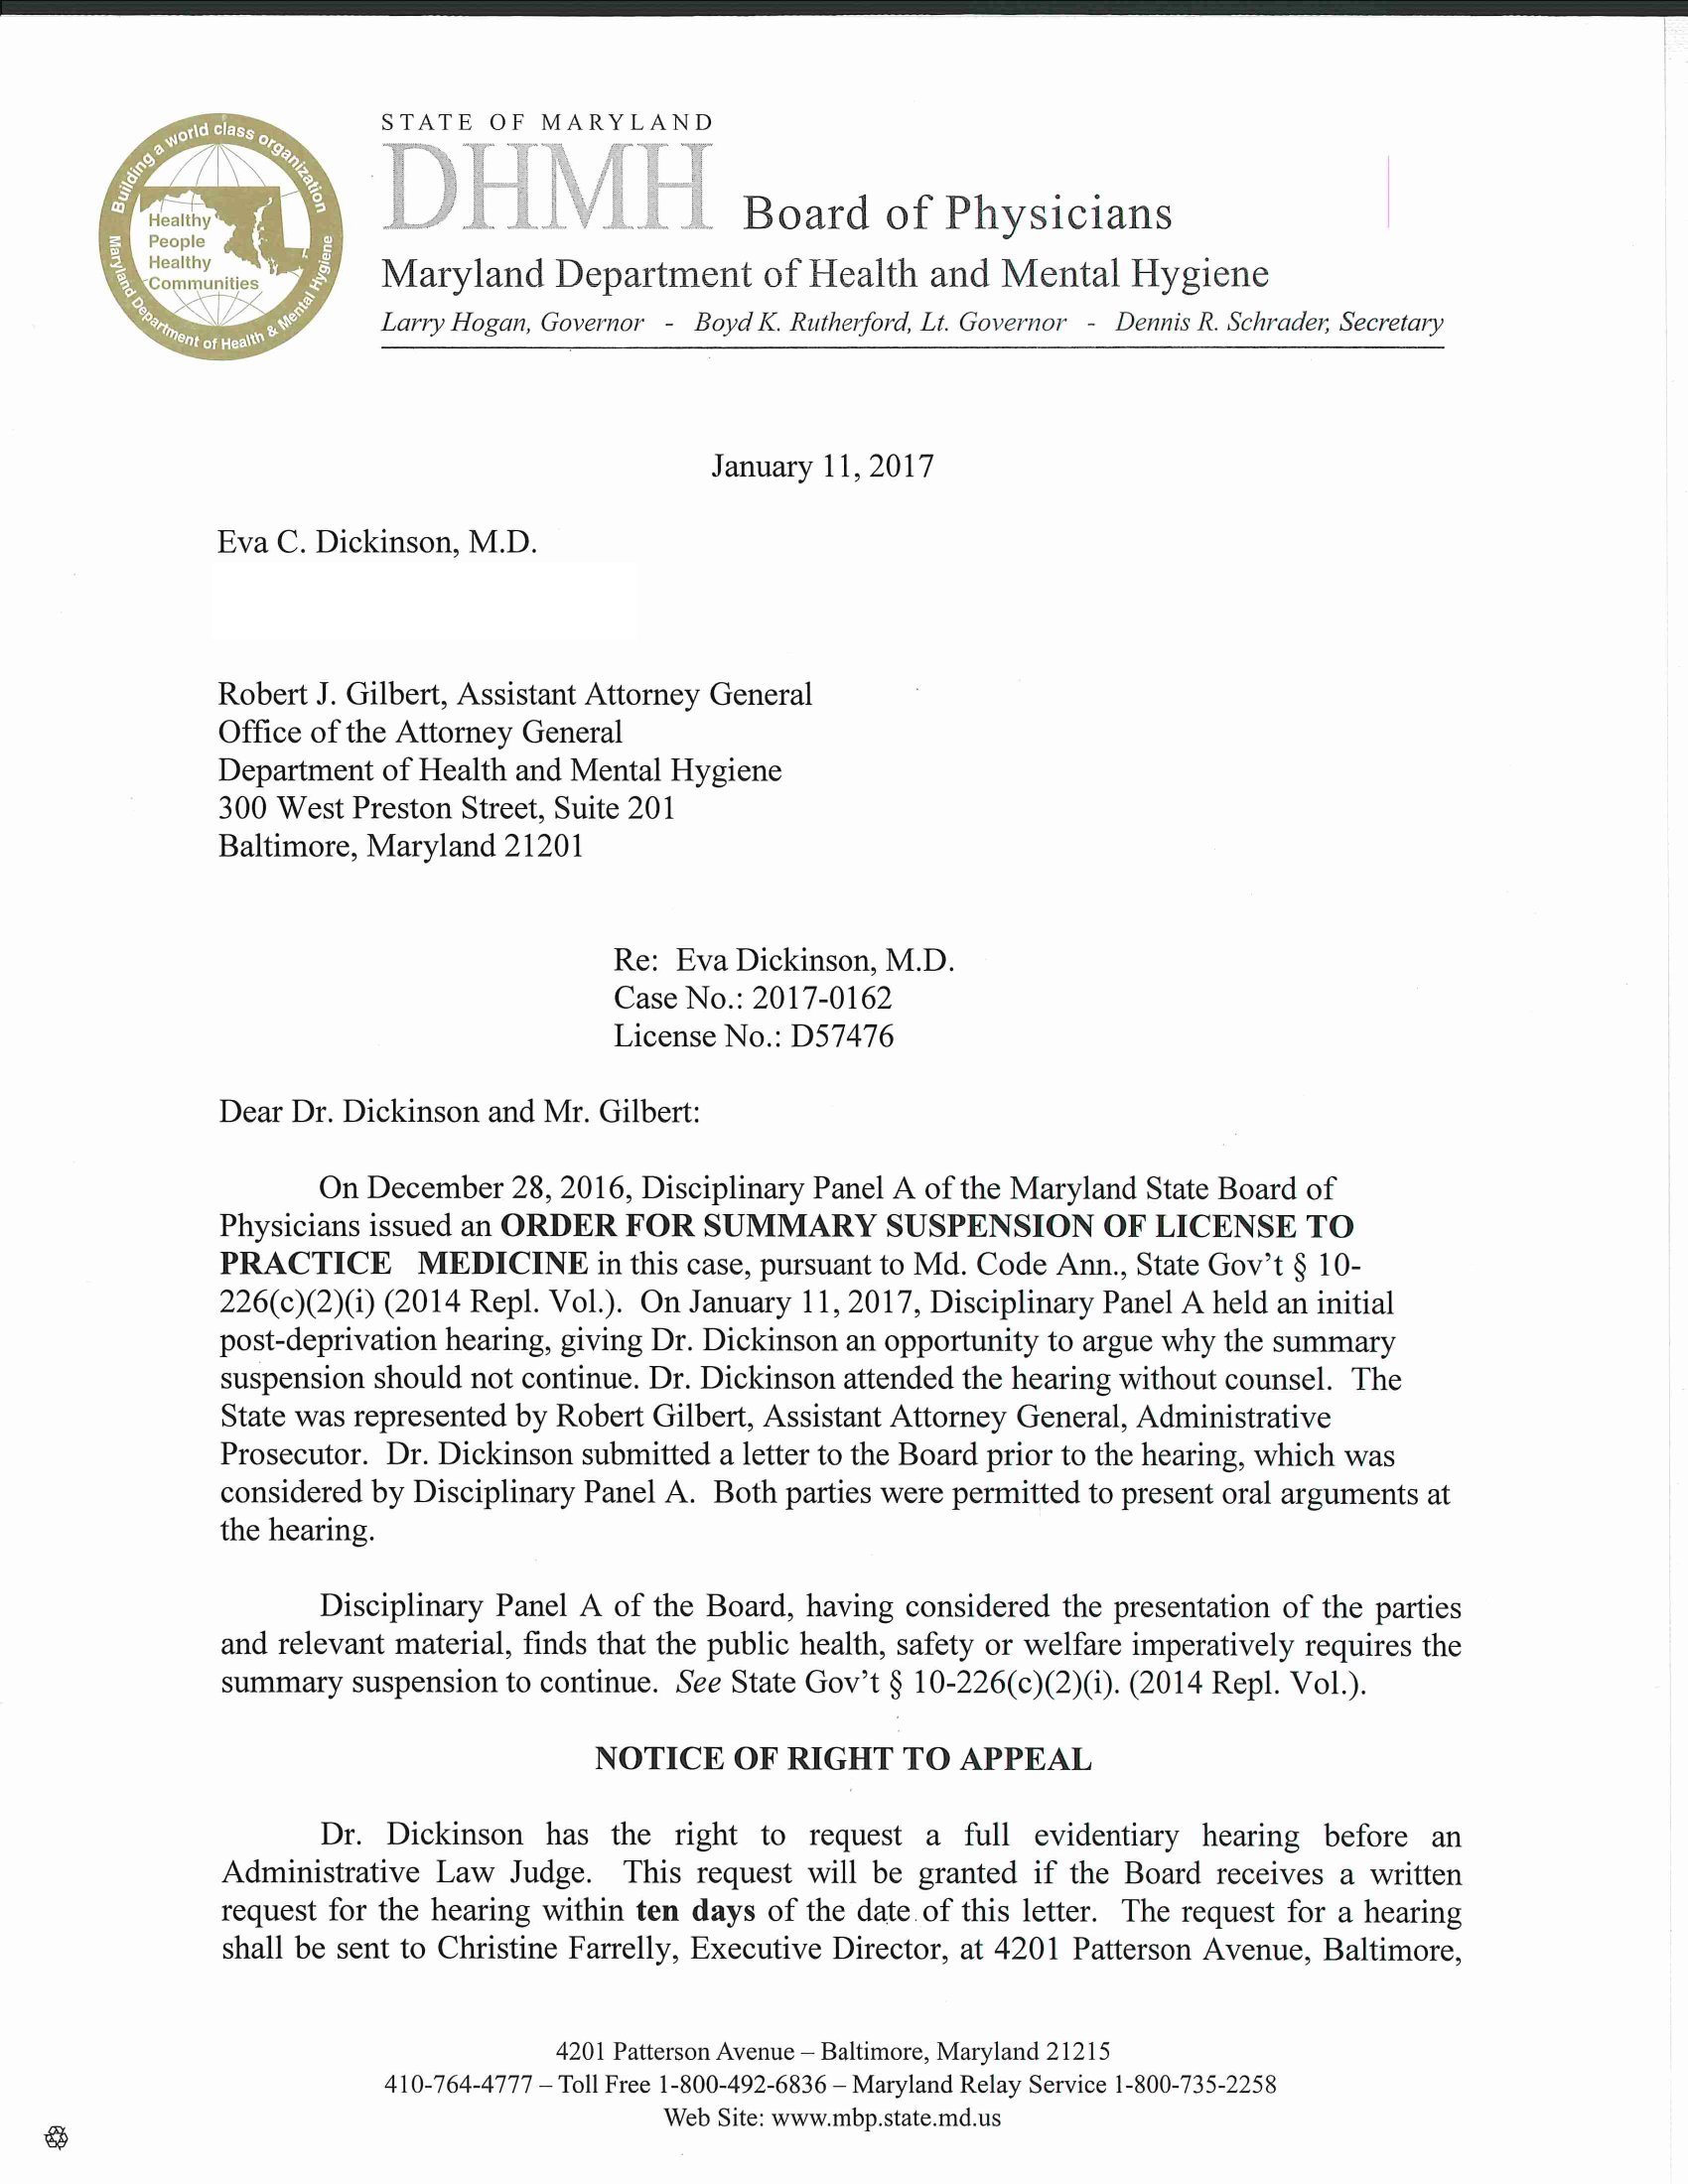 Building a world class organization
Healthy
People
Healthy
Communities
Maryland Department of Health & Mental Hygiene
STATE OF MARYLAND
DHMH Board of Physicians
Maryland Department of Health and Mental Hygiene
Larry Hogan, Governor - Boyd K. Rutherford, Lt. Governor - Dennis R. Schrader, Secretary
January 11, 2017
Eva C. Dickinson, M.D.
Robert J. Gilbert, Assistant Attorney General
Office of the Attorney General
Department of Health and Mental Hygiene
300 West Preston Street, Suite 201
Baltimore, Maryland 21201
Re: Eva Dickinson, M.D.
Case No.: 2017-0162
License No.: D57476
Dear Dr. Dickinson and Mr. Gilbert:
On December 28, 2016, Disciplinary Panel A of the Maryland State Board of
Physicians issued an ORDER FOR SUMMARY SUSPENSION OF LICENSE TO
PRACTICE MEDICINE in this case, pursuant to Md. Code Ann., State Gov't § 10-
226(c)(2)(i) (2014 Repl. Vol.). On January 11, 2017, Disciplinary Panel A held an initial
post-deprivation hearing, giving Dr. Dickinson an opportunity to argue why the summary
suspension should not continue. Dr. Dickinson attended the hearing without counsel. The
State was represented by Robert Gilbert, Assistant Attorney General, Administrative
Prosecutor. Dr. Dickinson submitted a letter to the Board prior to the hearing, which was
considered by Disciplinary Panel A. Both parties were permitted to present oral arguments at
the hearing.
Disciplinary Panel A of the Board, having considered the presentation of the parties
and relevant material, finds that the public health, safety or welfare imperatively requires the
summary suspension to continue. See State Gov't § 10-226(c)(2)(i). (2014 Repl. Vol.).
NOTICE OF RIGHT TO APPEAL
Dr. Dickinson has the right to request a full evidentiary hearing before an
Administrative Law Judge. This request will be granted if the Board receives a written
request for the hearing within ten days of the date of this letter. The request for a hearing
shall be sent to Christine Farrelly, Executive Director, at 4201 Patterson Avenue, Baltimore,
4201 Patterson Avenue – Baltimore, Maryland 21215
410-764-4777 – Toll Free 1-800-492-6836 – Maryland Relay Service 1-800-735-2258
Web Site: www.mbp.state.md.us